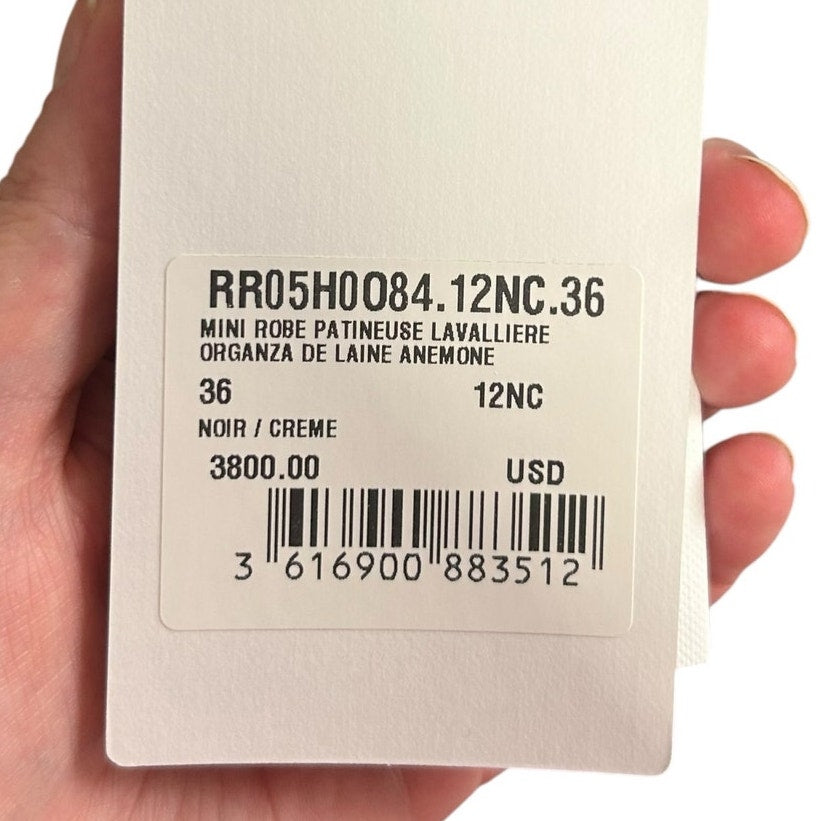 RR05H0O84.12NC.36
MINI ROBE PATINEUSE LAVALLIERE
ORGANZA DE LAINE ANEMONE
36 12NC
NOIR / CREME
3800.00 USD
3 616900 883512